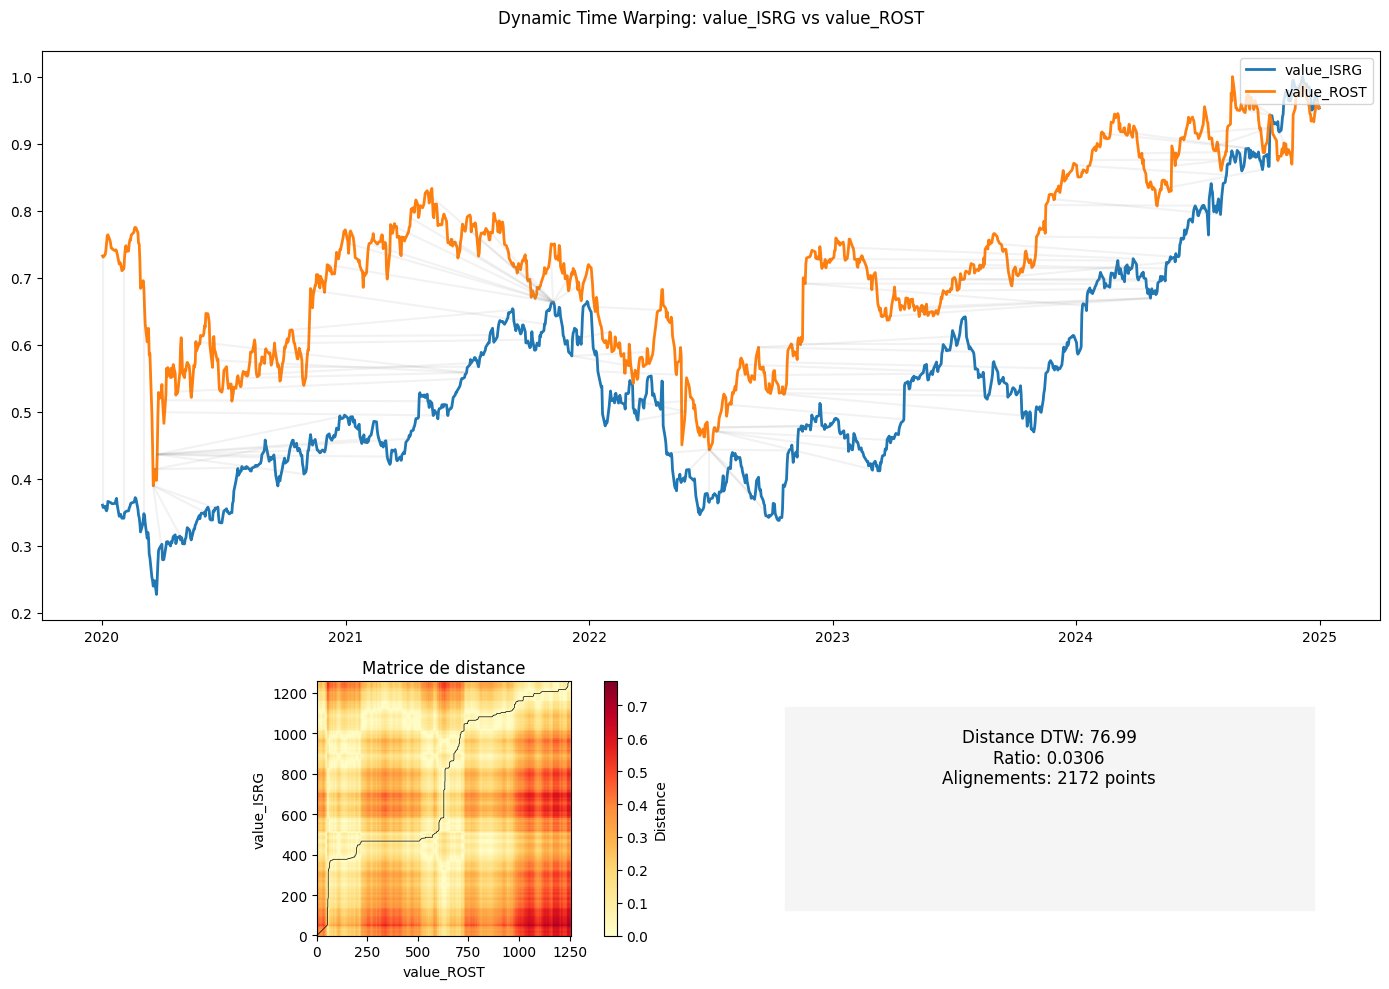 Dynamic Time Warping: value_ISRG vs value_ROST
value_ISRG
value_ROST
1.0
0.9
0.8
0.7
0.6
0.5
0.4
0.3
0.2
2020 2021 2022 2023 2024 2025
Matrice de distance
1200
1000
800
600
400
200
0
value_ISRG
0 250 500 750 1000 1250
value_ROST
0.7
0.6
0.5
0.4
0.3
0.2
0.1
0.0
Distance
Distance DTW: 76.99
Ratio: 0.0306
Alignements: 2172 points